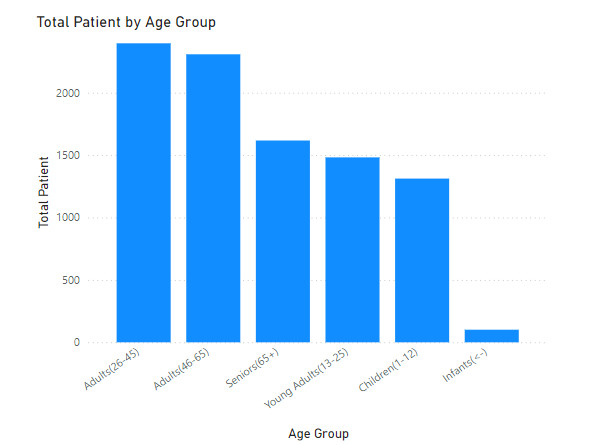 Total Patient by Age Group
Total Patient
2000
1500
1000
500
0
Adults(26-45)
Adults(46-65)
Seniors(65+)
Young Adults(13-25)
Children(1-12)
Infants(<-)
Age Group